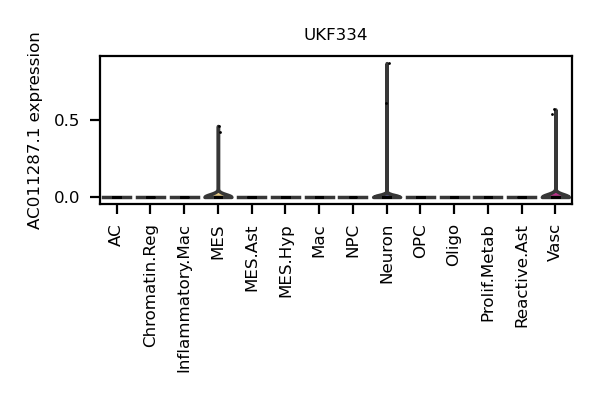 UKF334
AC011287.1 expression
0.5
0.0
AC
Chromatin.Reg
Inflammatory.Mac
MES
MES.Ast
MES.Hyp
Mac
NPC
Neuron
OPC
Oligo
Prolif.Metab
Reactive.Ast
Vasc